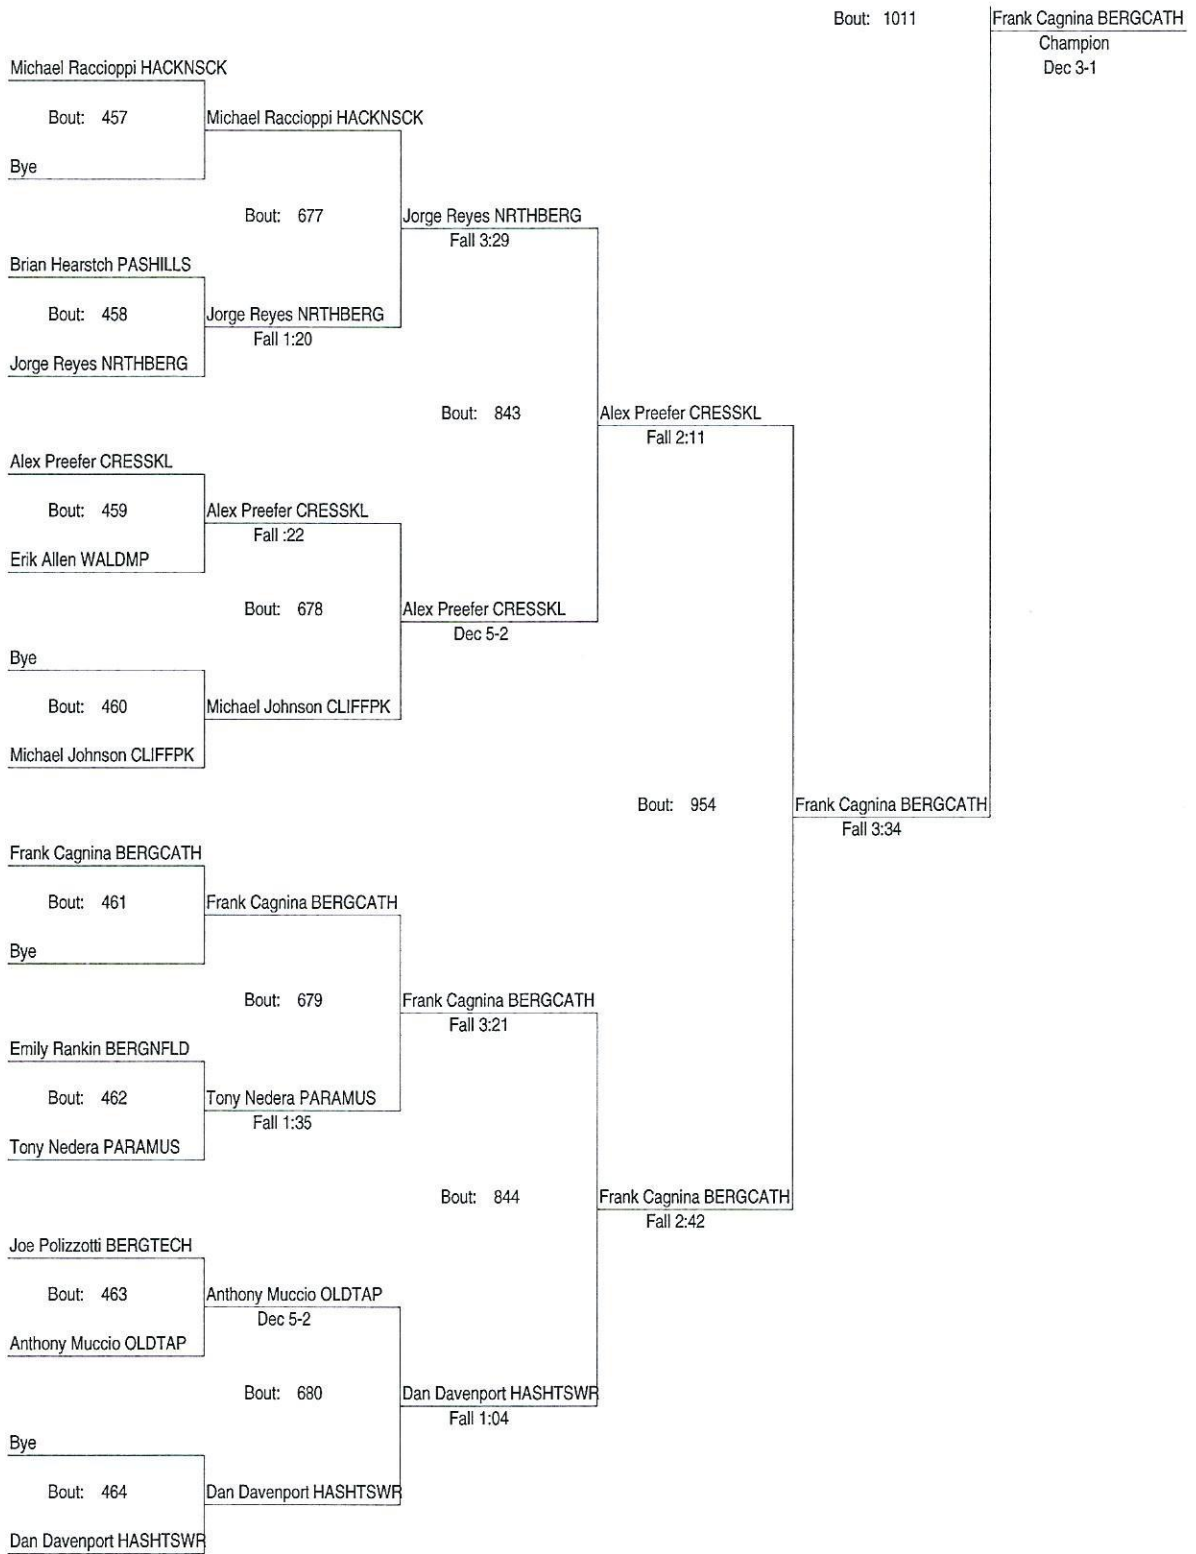 Bout: 1011
Frank Cagnina BERGCATH
Champion
Dec 3-1
Michael Raccioppi HACKNSCK
Bout: 457
Michael Raccioppi HACKNSCK
Bye
Bout: 677
Jorge Reyes NRTHBERG
Fall 3:29
Brian Hearstch PASHILLS
Bout: 458
Jorge Reyes NRTHBERG
Fall 1:20
Jorge Reyes NRTHBERG
Bout: 843
Alex Preefer CRESSKL
Fall 2:11
Alex Preefer CRESSKL
Bout: 459
Alex Preefer CRESSKL
Fall :22
Erik Allen WALDMP
Bout: 678
Alex Preefer CRESSKL
Dec 5-2
Bye
Bout: 460
Michael Johnson CLIFFPK
Michael Johnson CLIFFPK
Bout: 954
Frank Cagnina BERGCATH
Fall 3:34
Frank Cagnina BERGCATH
Bout: 461
Frank Cagnina BERGCATH
Bye
Bout: 679
Frank Cagnina BERGCATH
Fall 3:21
Emily Rankin BERGNFLD
Bout: 462
Tony Nedera PARAMUS
Fall 1:35
Tony Nedera PARAMUS
Bout: 844
Frank Cagnina BERGCATH
Fall 2:42
Joe Polizzotti BERGTECH
Bout: 463
Anthony Muccio OLDTAP
Dec 5-2
Anthony Muccio OLDTAP
Bout: 680
Dan Davenport HASHTSWR
Fall 1:04
Bye
Bout: 464
Dan Davenport HASHTSWR
Dan Davenport HASHTSWR